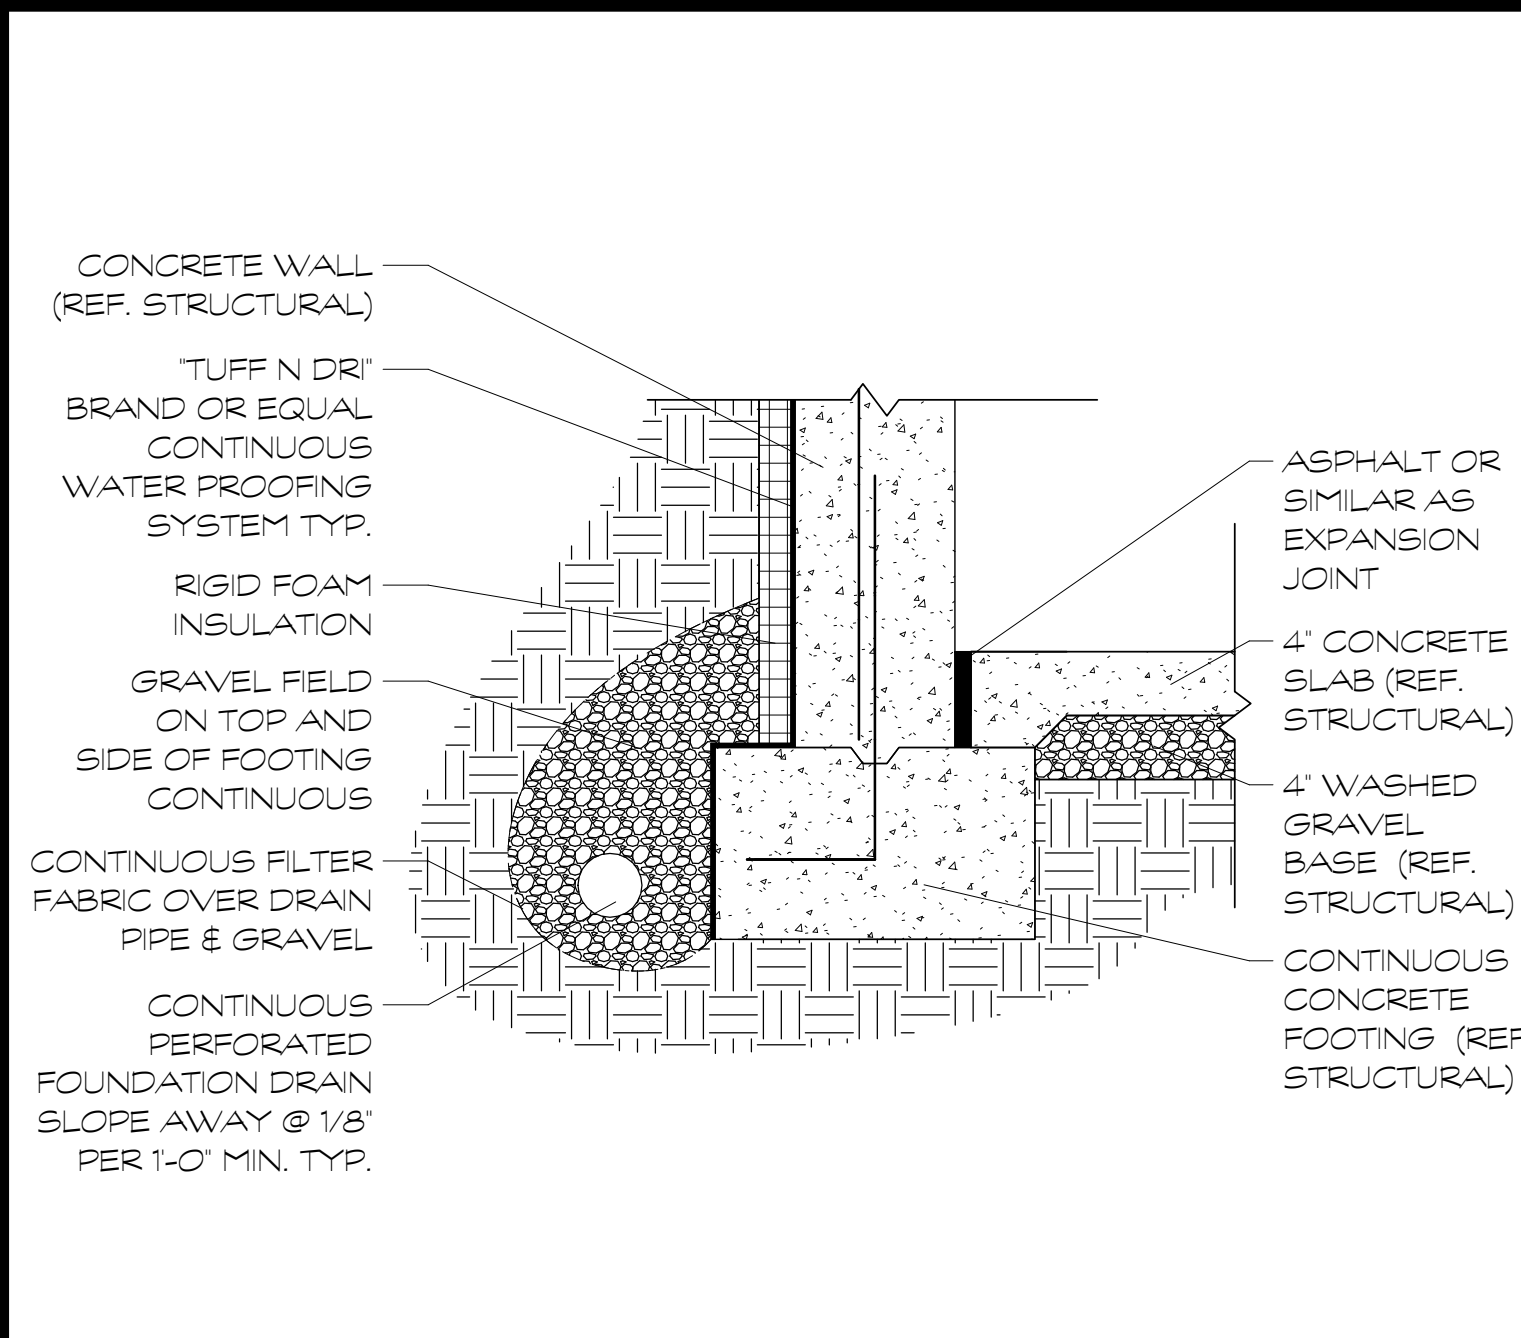 CONCRETE WALL
(REF. STRUCTURAL)
"TUFF N DRI"
BRAND OR EQUAL
CONTINUOUS
WATER PROOFING
SYSTEM TYP.
RIGID FOAM
INSULATION
GRAVEL FIELD
ON TOP AND
SIDE OF FOOTING
CONTINUOUS
CONTINUOUS FILTER
FABRIC OVER DRAIN
PIPE & GRAVEL
CONTINUOUS
PERFORATED
FOUNDATION DRAIN
SLOPE AWAY @ 1/8"
PER 1'-0" MIN. TYP.
ASPHALT OR
SIMILAR AS
EXPANSION
JOINT
4" CONCRETE
SLAB (REF.
STRUCTURAL)
4" WASHED
GRAVEL
BASE (REF.
STRUCTURAL)
CONTINUOUS
CONCRETE
FOOTING (REF
STRUCTURAL)